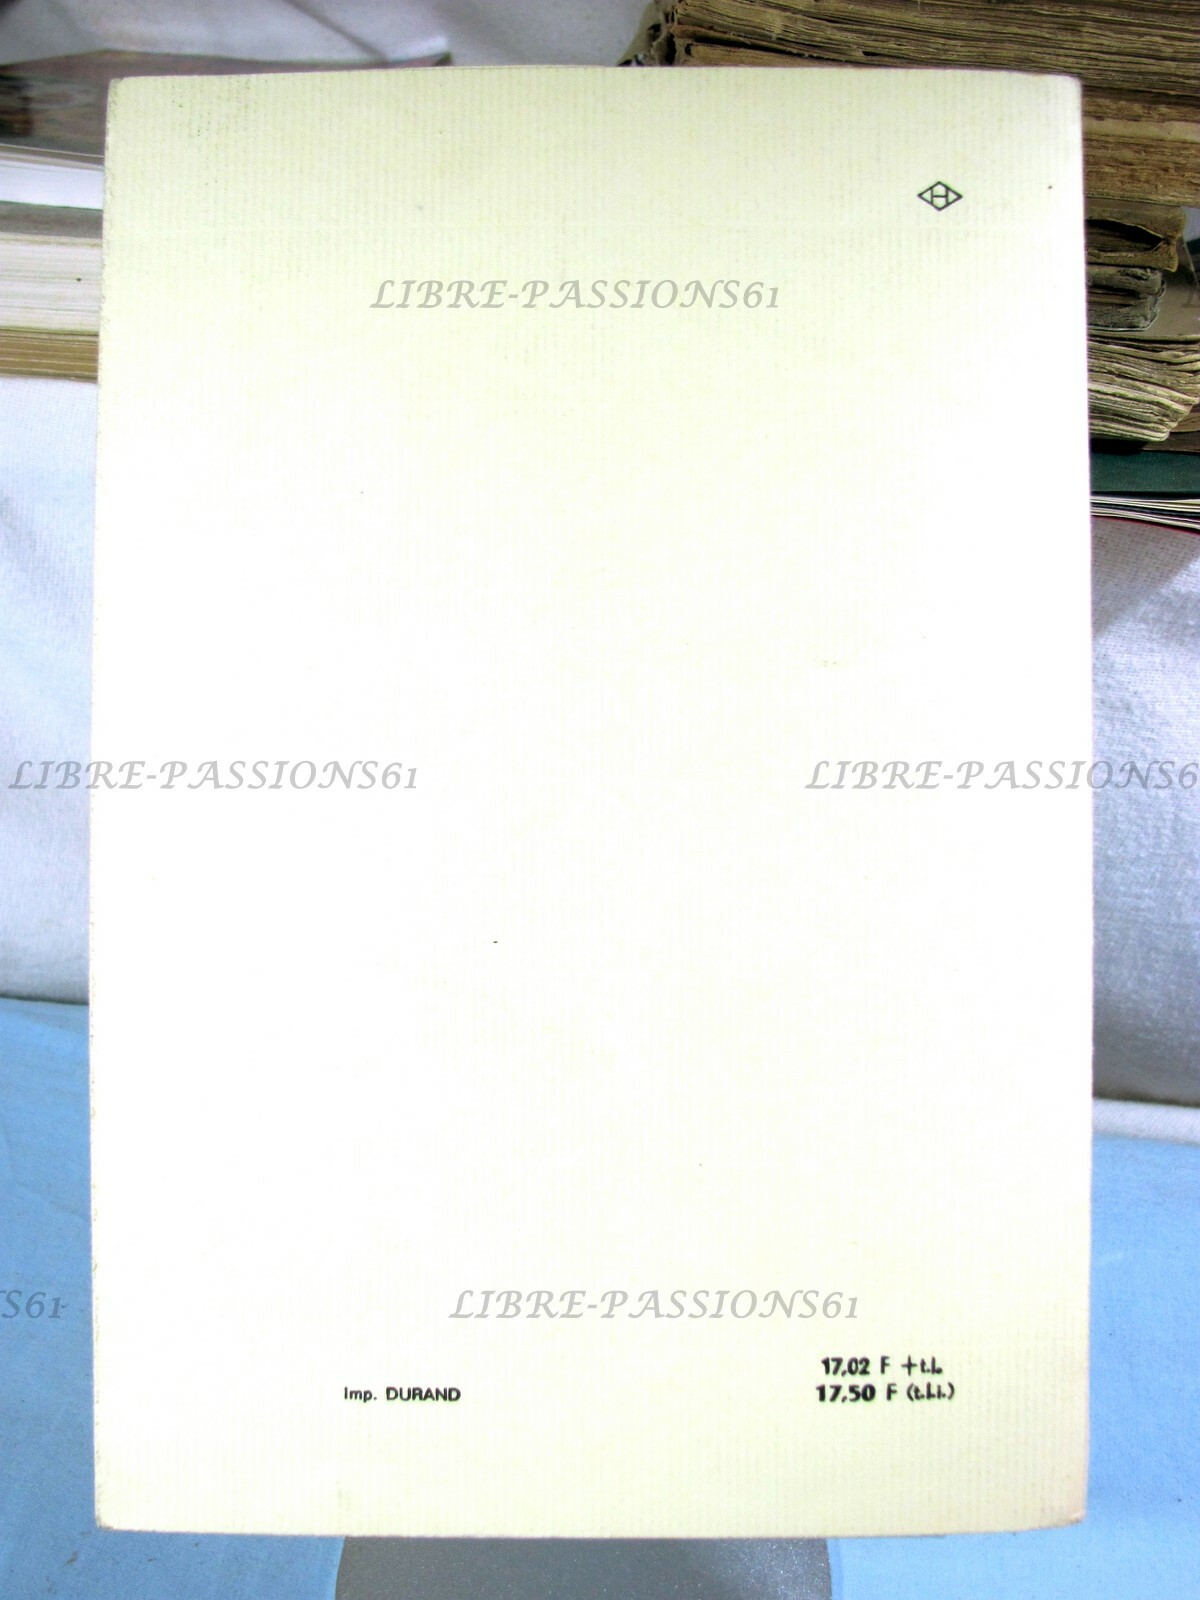 H
LIBRE-PASSIONS61
LIBRE-PASSIONS61
LIBRE-PASSIONS6
S61
LIBRE-PASSIONS61
17,02 F +t.l.
Imp. DURAND
17,50 F (t.l.i.)